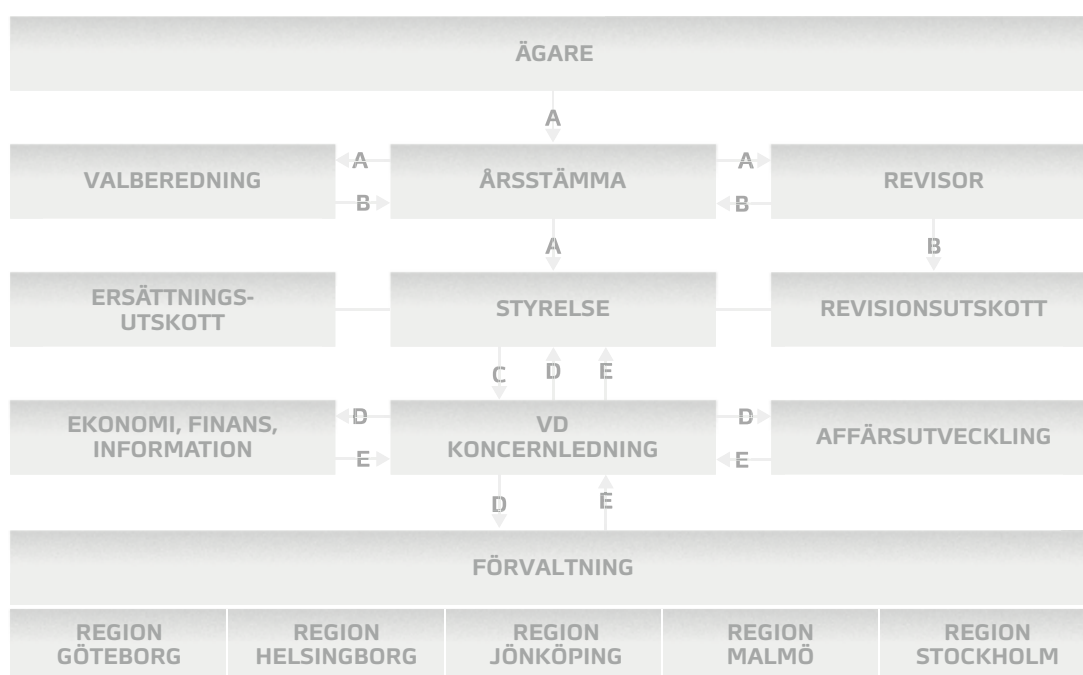 ÄGARE
A
VALBEREDNING
A
B
ÅRSSTÄMMA
A
B
REVISOR
A
B
ERSÄTTNINGS-
UTSKOTT
STYRELSE
REVISIONSUTSKOTT
C
D
E
EKONOMI, FINANS,
INFORMATION
D
E
VD
KONCERNLEDNING
D
E
AFFÄRSUTVECKLING
D
E
FÖRVALTNING
REGION
GÖTEBORG
REGION
HELSINGBORG
REGION
JÖNKÖPING
REGION
MALMÖ
REGION
STOCKHOLM